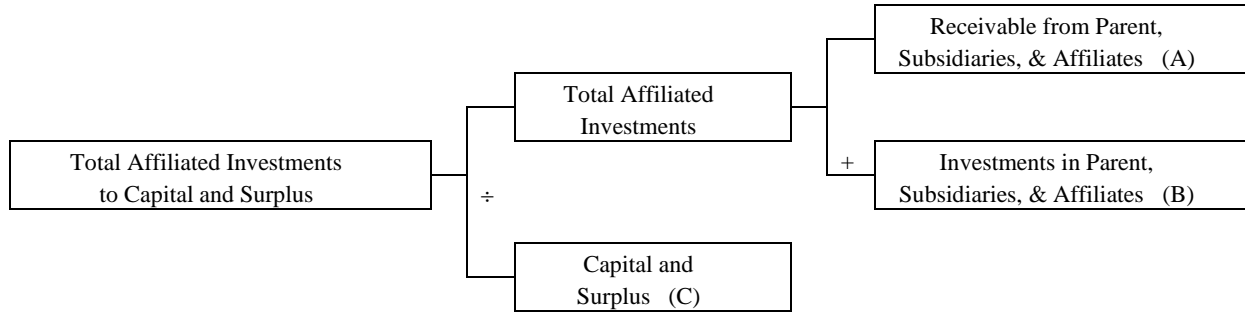 Receivable from Parent,
Subsidiaries, & Affiliates (A)
Total Affiliated
Investments
Total Affiliated Investments
to Capital and Surplus
+
Investments in Parent,
Subsidiaries, & Affiliates (B)
÷
Capital and
Surplus (C)